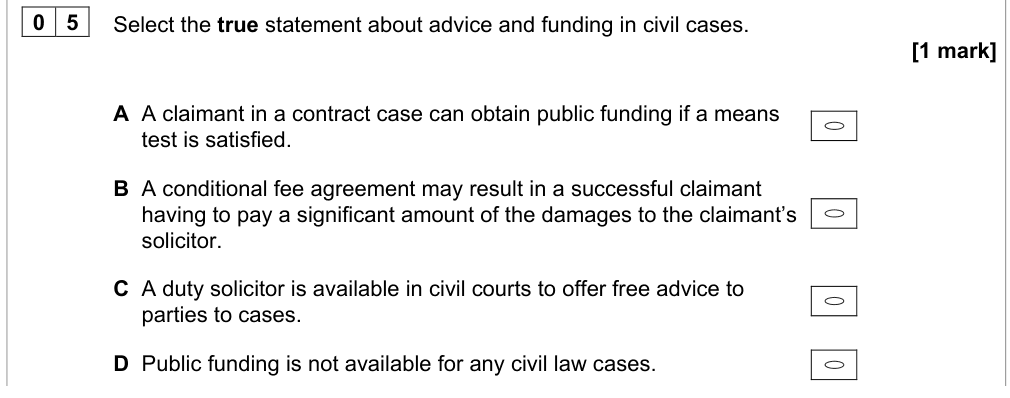 0 5 Select the true statement about advice and funding in civil cases.
[1 mark]
A A claimant in a contract case can obtain public funding if a means
test is satisfied.
B A conditional fee agreement may result in a successful claimant
having to pay a significant amount of the damages to the claimant's
solicitor.
C A duty solicitor is available in civil courts to offer free advice to
parties to cases.
D Public funding is not available for any civil law cases.